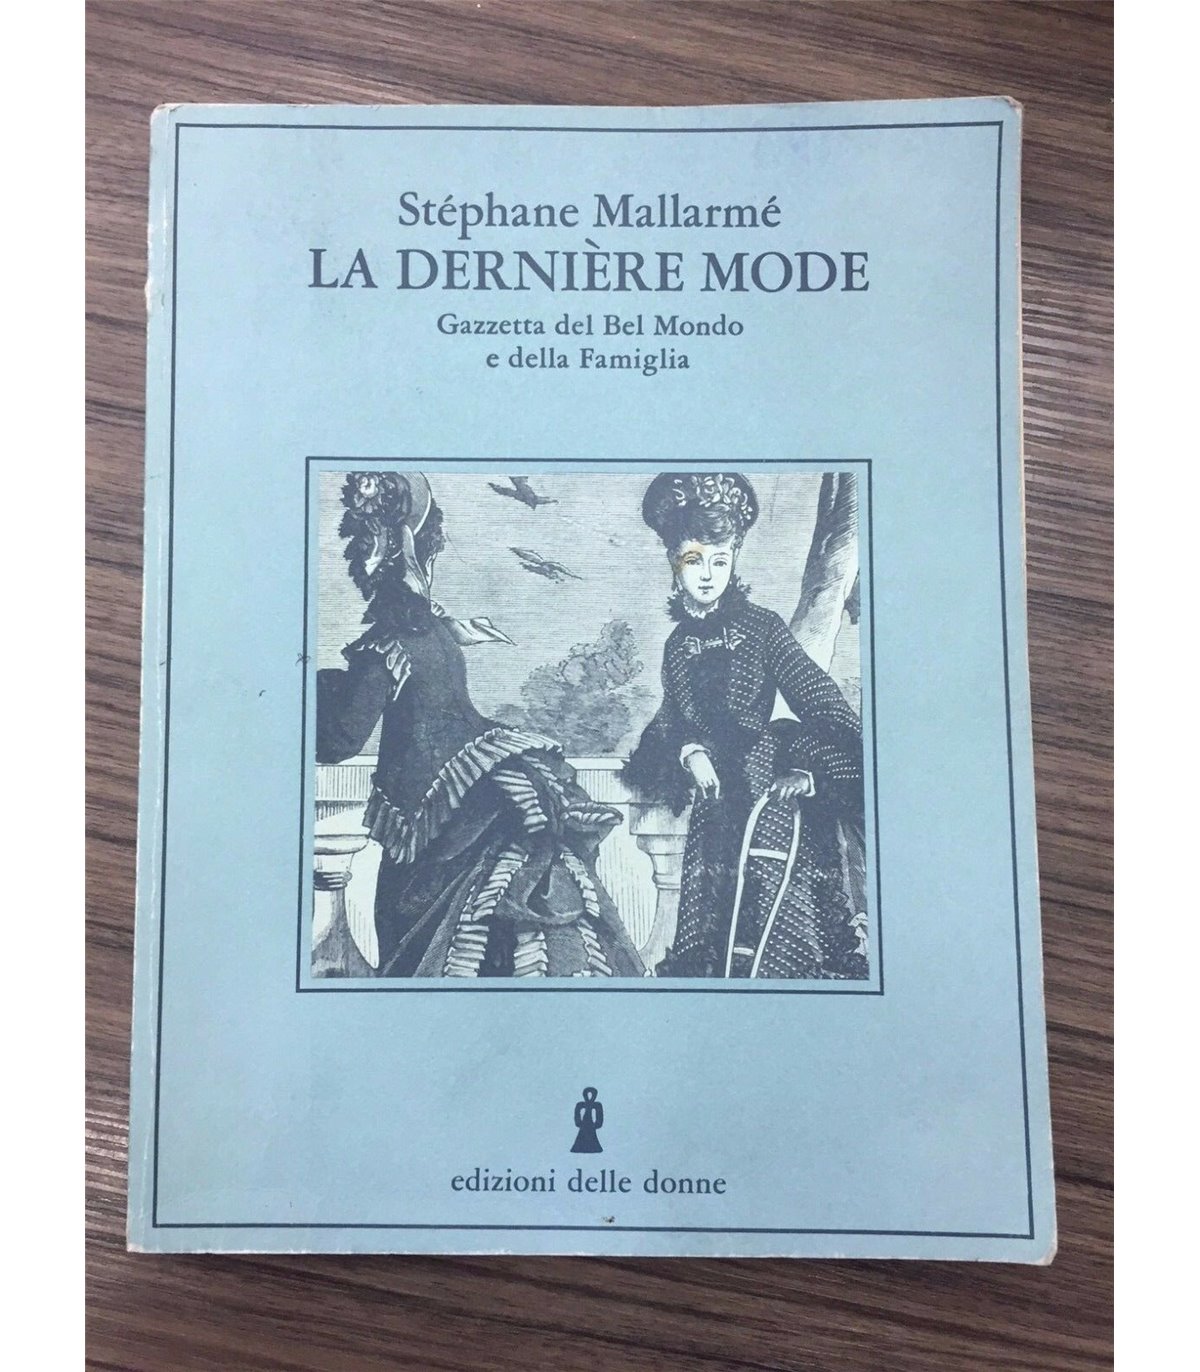 Stéphane Mallarmé
LA DERNIÈRE MODE
Gazzetta del Bel Mondo
e della Famiglia
edizioni delle donne